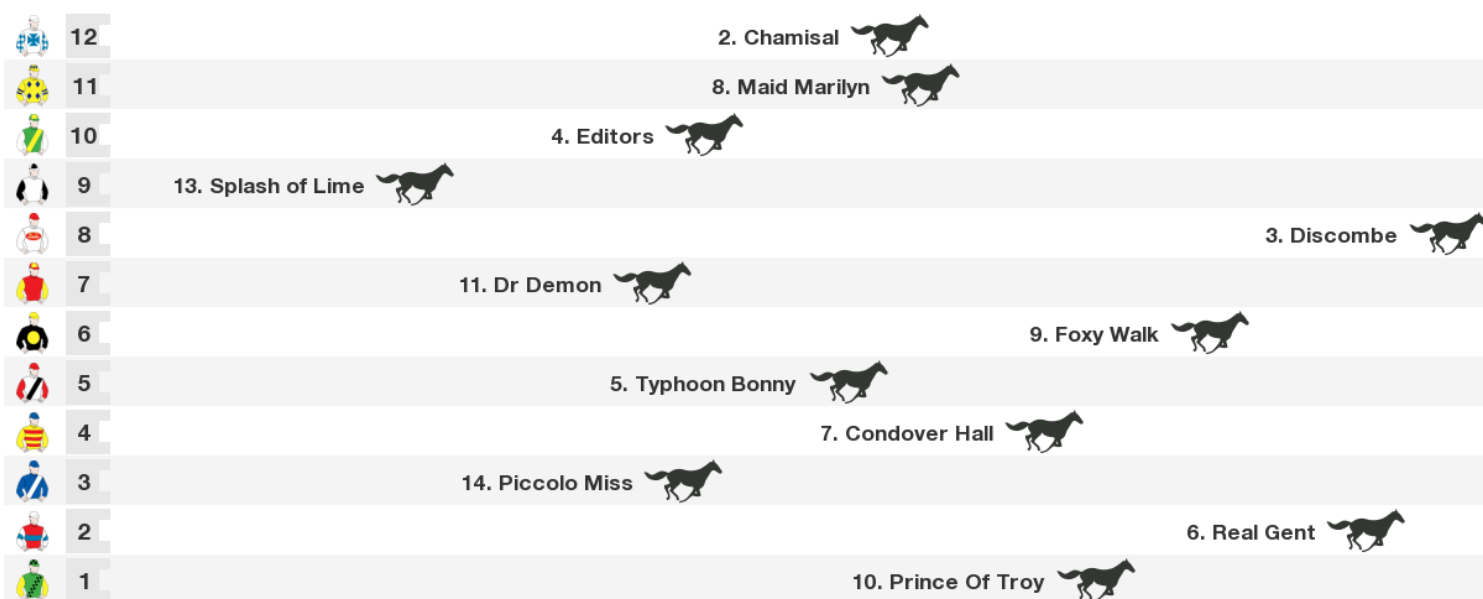 12 2. Chamisal
11 8. Maid Marilyn
10 4. Editors
9 13. Splash of Lime
8 3. Discombe
7 11. Dr Demon
6 9. Foxy Walk
5 5. Typhoon Bonny
4 7. Condover Hall
3 14. Piccolo Miss
2 6. Real Gent
1 10. Prince Of Troy